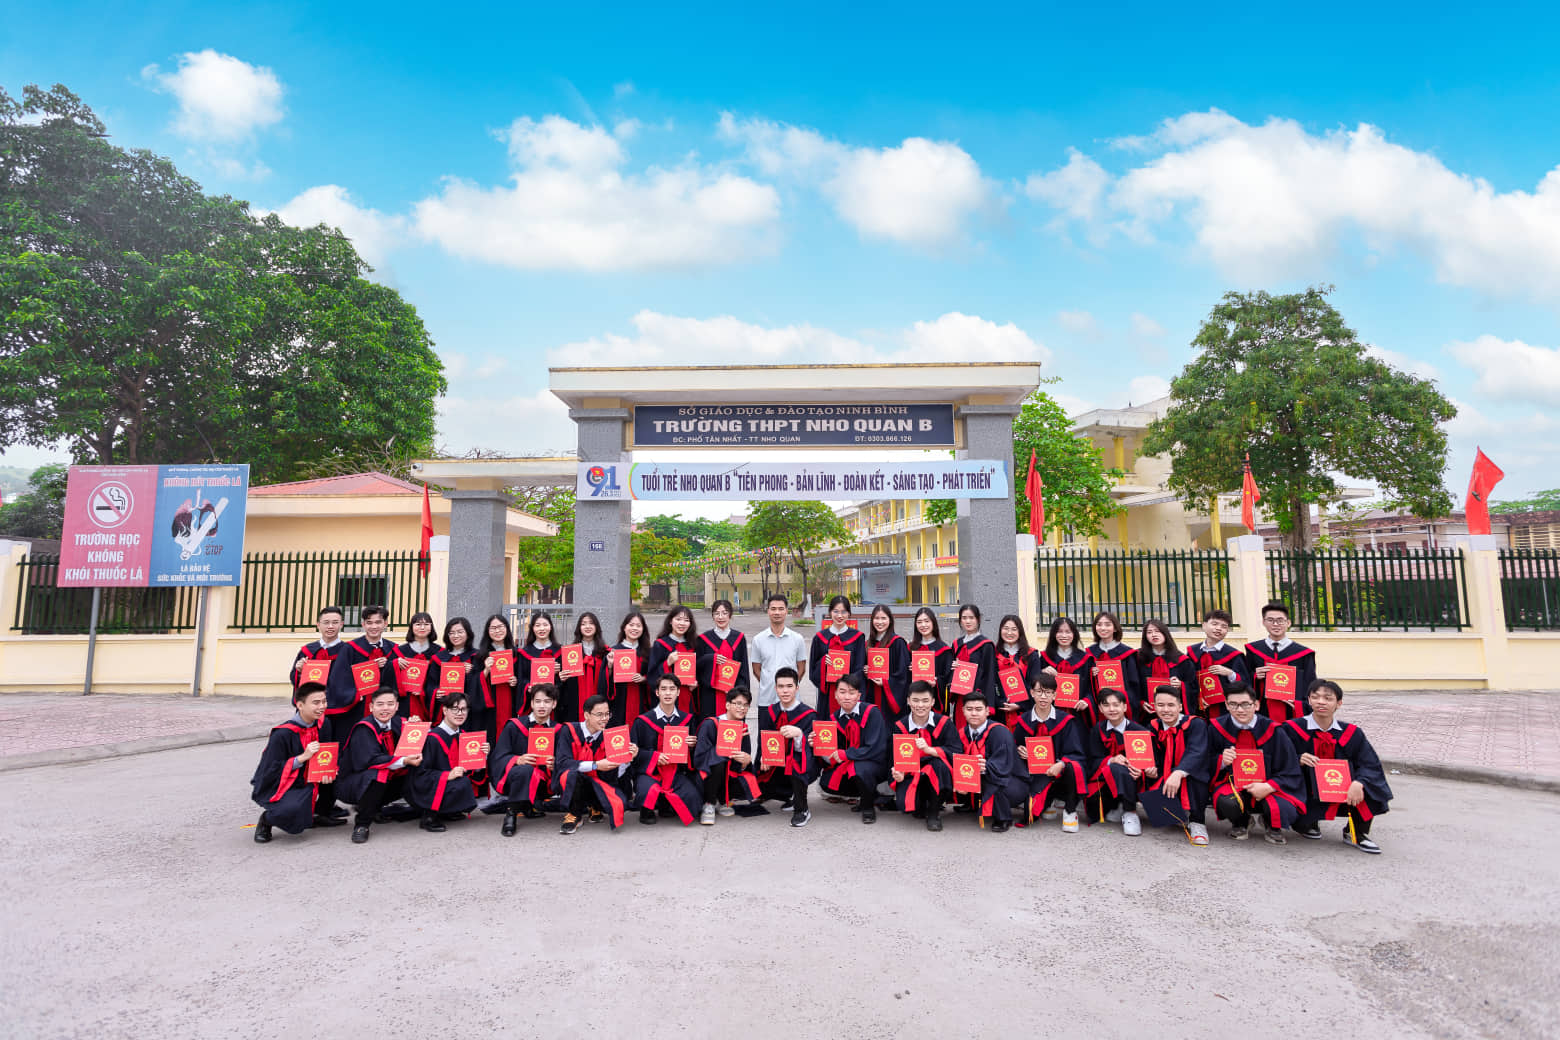 SỞ GIÁO DỤC & ĐÀO TẠO NINH BÌNH
TRƯỜNG THPT NHO QUAN B
ĐC: PHỐ TÂN NHẤT - TT NHO QUAN ĐT: 0303.866.126
91
TUỔI TRẺ NHO QUAN B "TIÊN PHONG - BẢN LĨNH - ĐOÀN KẾT - SÁNG TẠO - PHÁT TRIỂN"
168
TRƯỜNG HỌC
KHÔNG
KHÓI THUỐC LÁ
KHÔNG HÚT THUỐC LÁ
STOP
LÀ BẢO VỆ
SỨC KHỎE VÀ MÔI TRƯỜNG